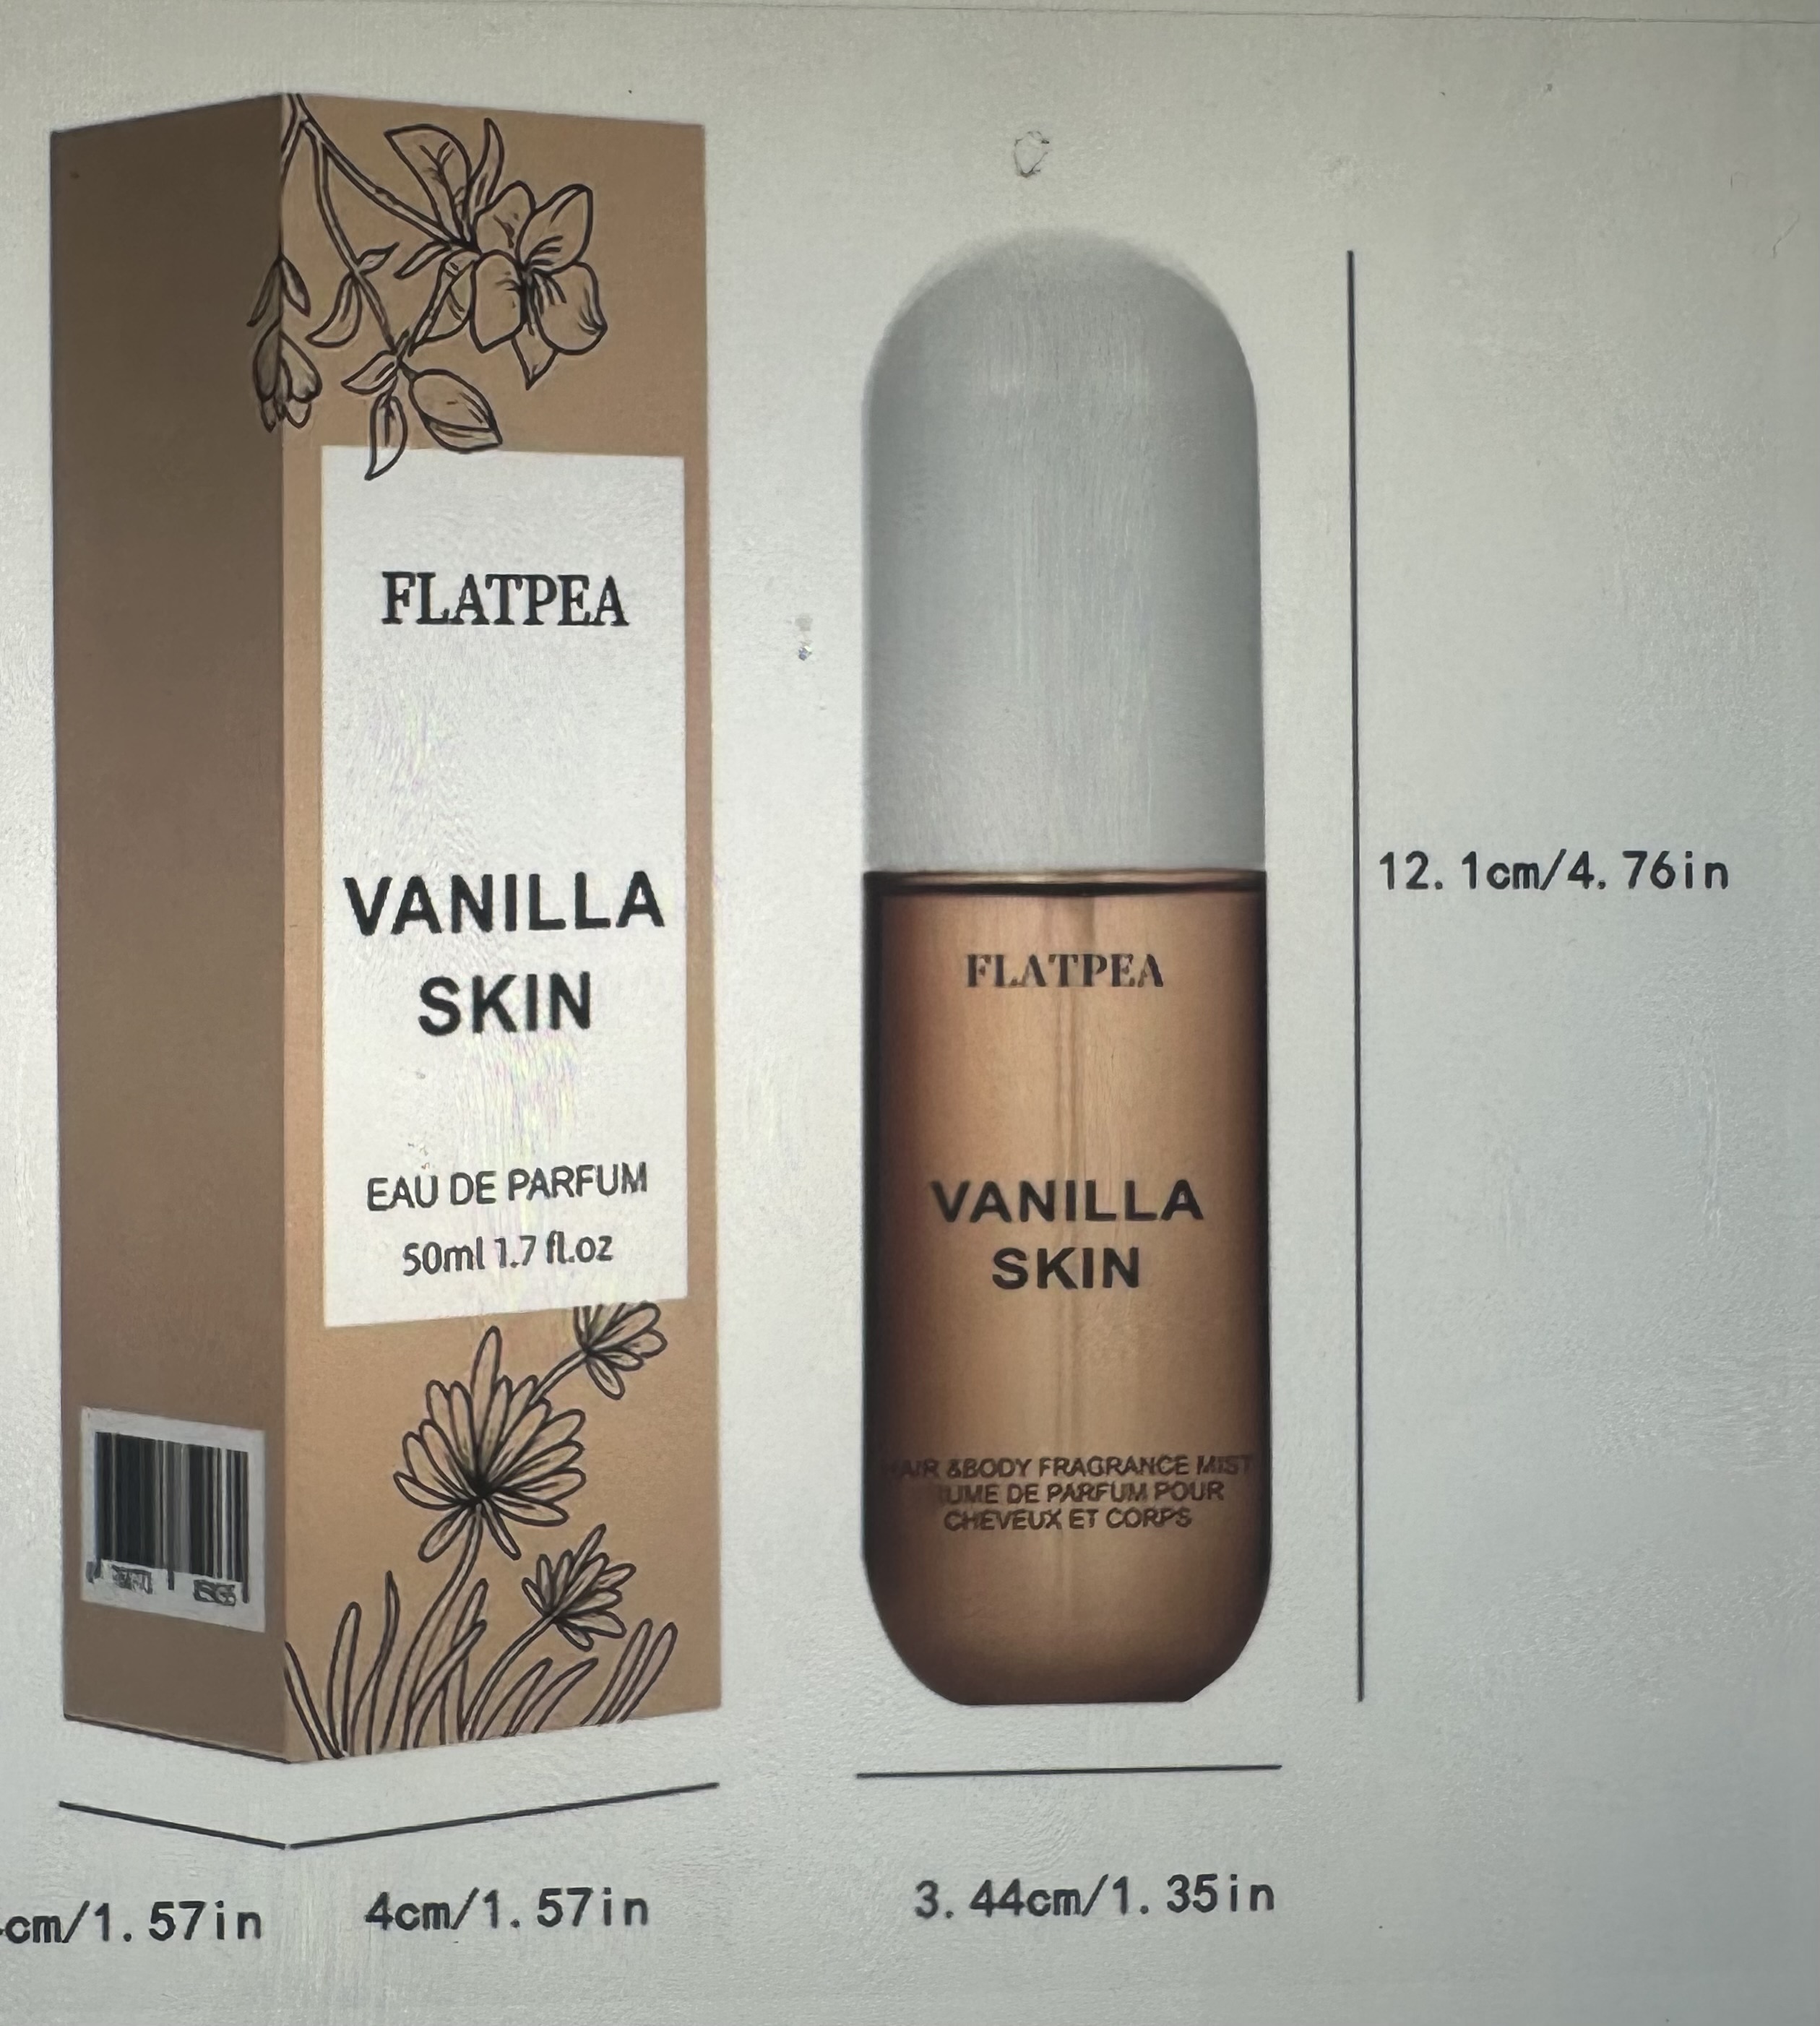 FLATPEA
VANILLA
SKIN
EAU DE PARFUM
50ml 1.7 fl.oz
FLATPEA
VANILLA
SKIN
HAIR &BODY FRAGRANCE MIST
DE PARFUM POUR
CHEVEUX ET CORPS
12.1cm/4.76in
cm/1.57in
4cm/1.57in
3.44cm/1.35in